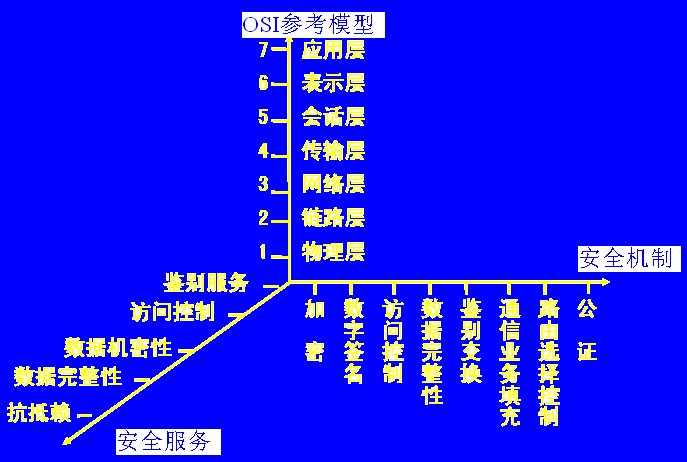 OSI参考模型
7 应用层
6 表示层
5 会话层
4 传输层
3 网络层
2 链路层
1 物理层
安全机制
鉴别服务
访问控制
数据机密性
数据完整性
抗抵赖
安全服务
加密
数字签名
访问控制
数据完整性
鉴别交换
通信业务填充
路由选择控制
公证